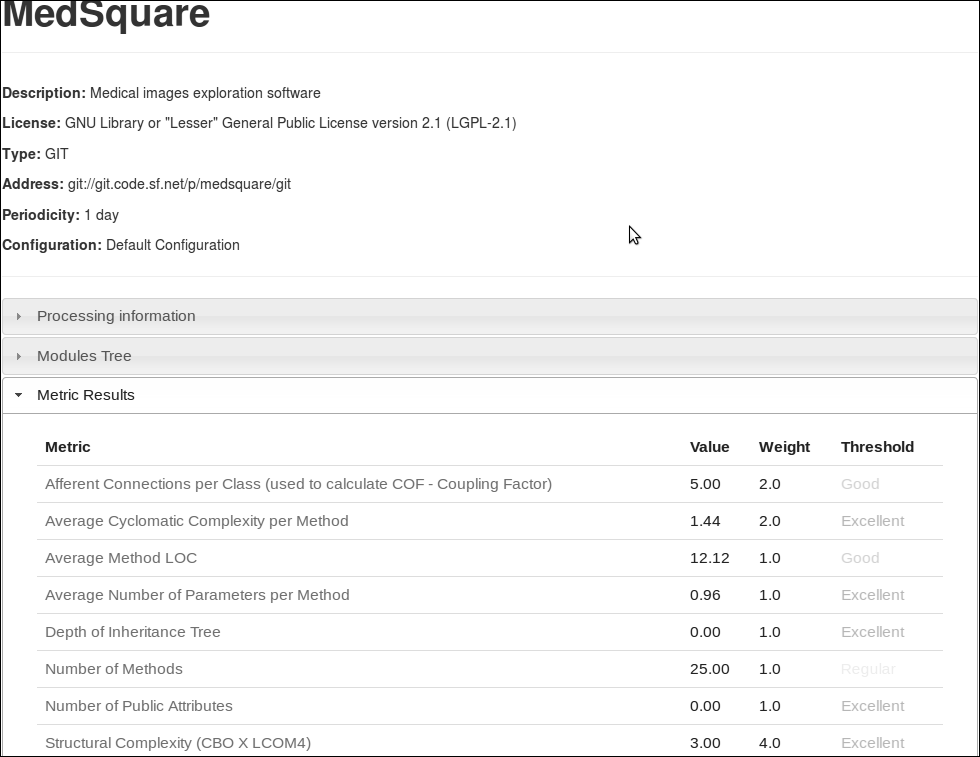 MedSquare
Description: Medical images exploration software
License: GNU Library or "Lesser" General Public License version 2.1 (LGPL-2.1)
Type: GIT
Address: git://git.code.sf.net/p/medsquare/git
Periodicity: 1 day
Configuration: Default Configuration
Processing information
Modules Tree
Metric Results
Metric Value Weight Threshold
Afferent Connections per Class (used to calculate COF - Coupling Factor) 5.00 2.0 Good
Average Cyclomatic Complexity per Method 1.44 2.0 Excellent
Average Method LOC 12.12 1.0 Good
Average Number of Parameters per Method 0.96 1.0 Excellent
Depth of Inheritance Tree 0.00 1.0 Excellent
Number of Methods 25.00 1.0 Regular
Number of Public Attributes 0.00 1.0 Excellent
Structural Complexity (CBO X LCOM4) 3.00 4.0 Excellent